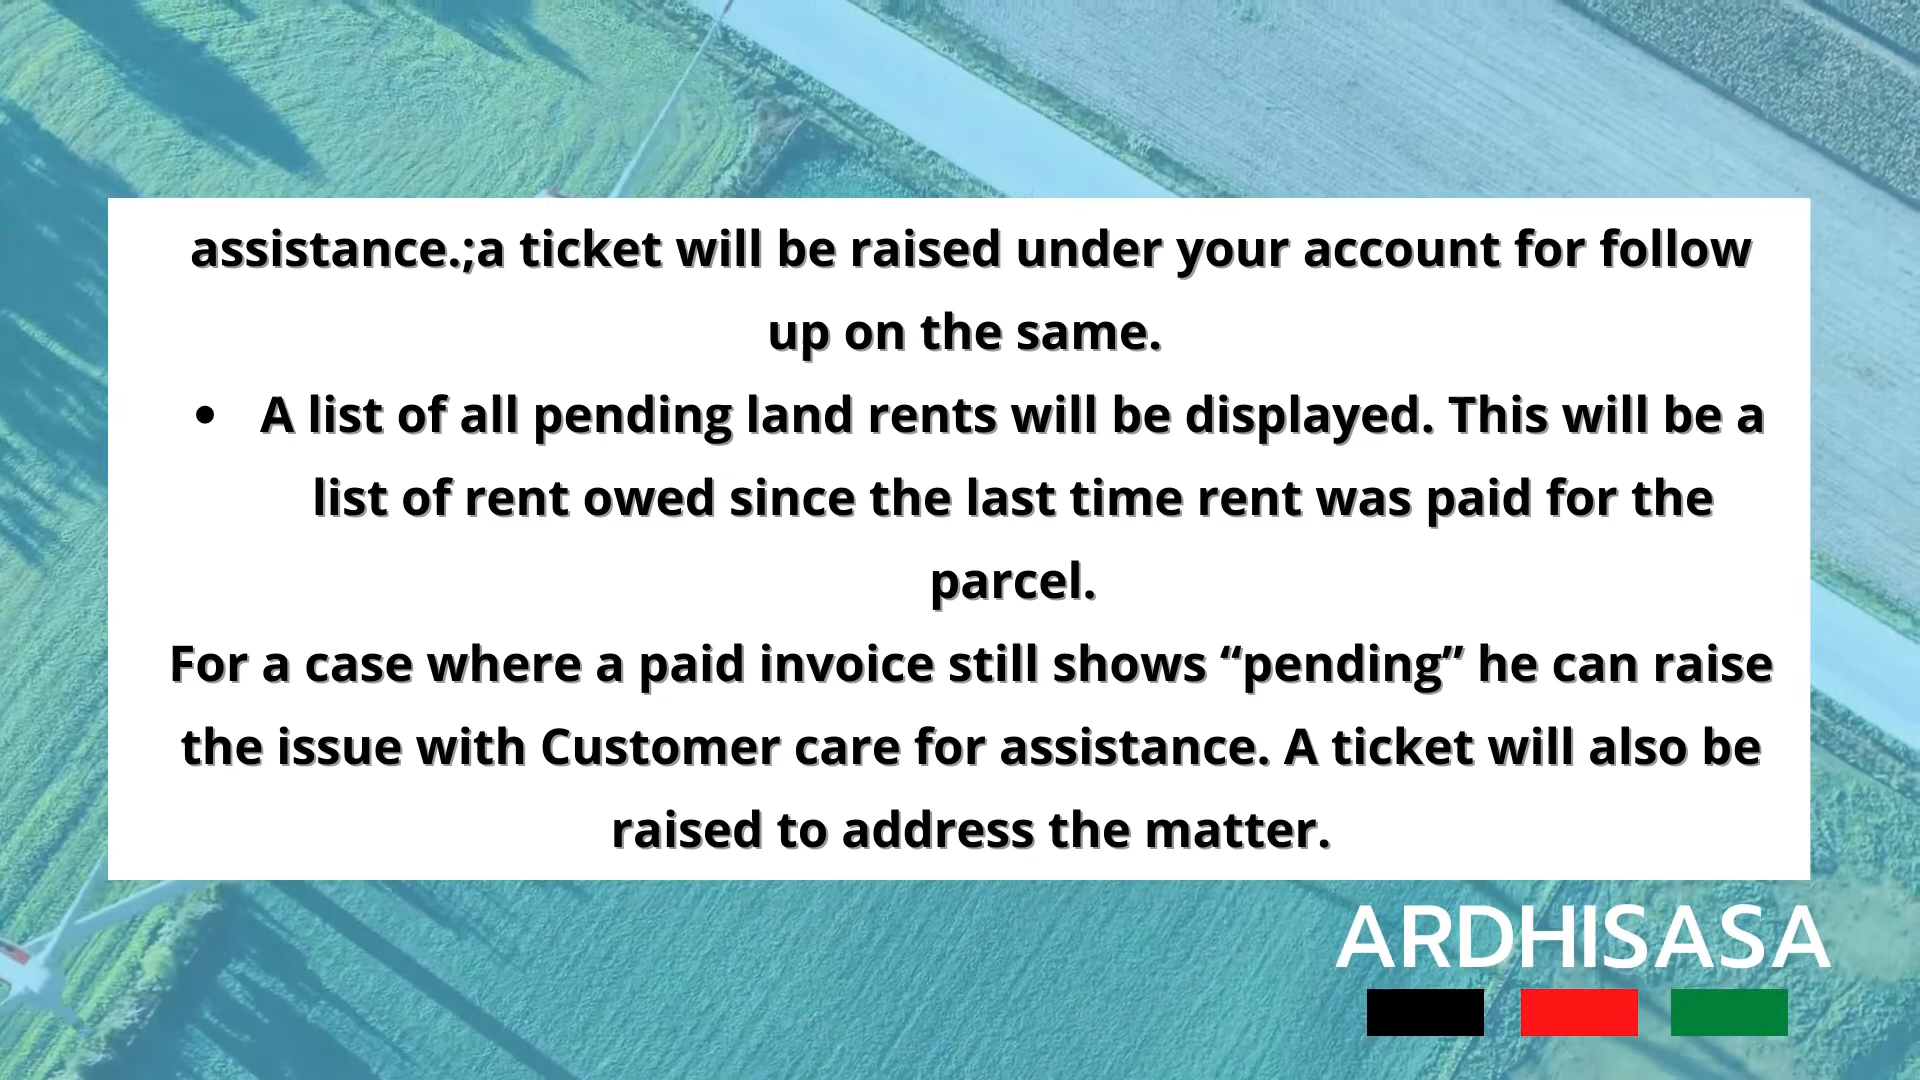 assistance.;a ticket will be raised under your account for follow
up on the same.
• A list of all pending land rents will be displayed. This will be a
list of rent owed since the last time rent was paid for the
parcel.
For a case where a paid invoice still shows “pending” he can raise
the issue with Customer care for assistance. A ticket will also be
raised to address the matter.
ARDHISASA